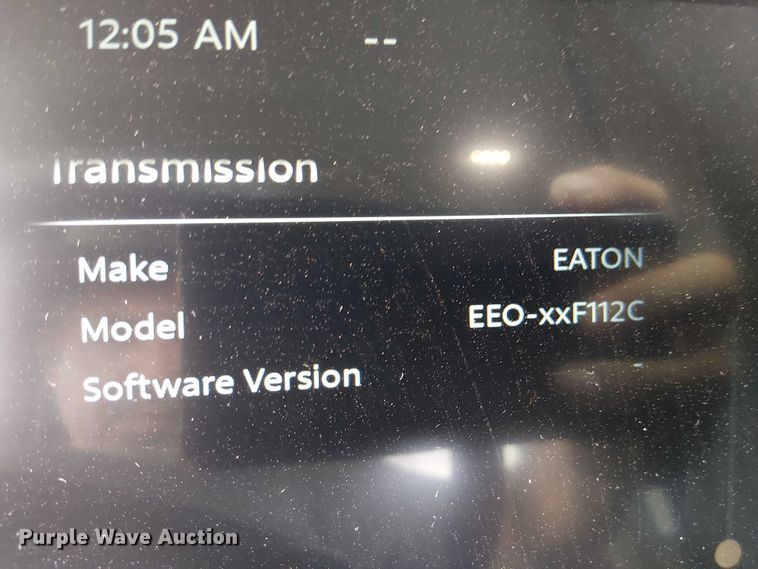 12:05 AM --
Transmission
Make EATON
Model EEO-xxF112C
Software Version -
Purple Wave Auction